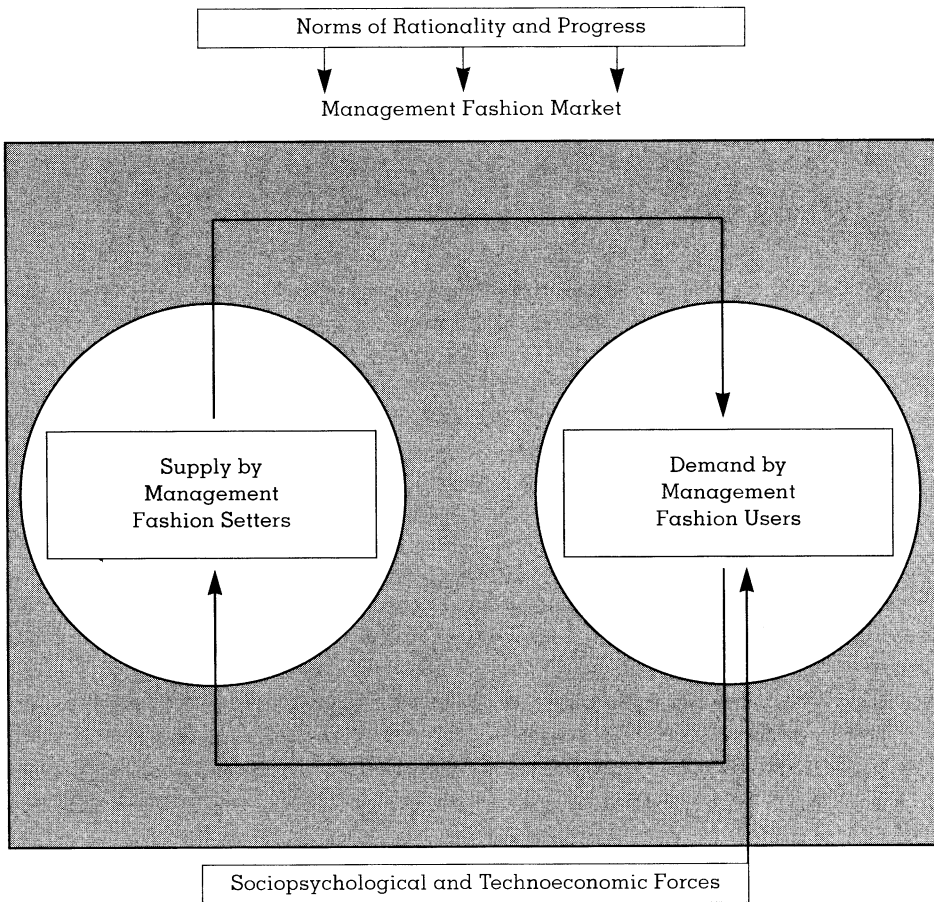 Norms of Rationality and Progress
Management Fashion Market
Supply by
Management
Fashion Setters
Demand by
Management
Fashion Users
Sociopsychological and Technoeconomic Forces